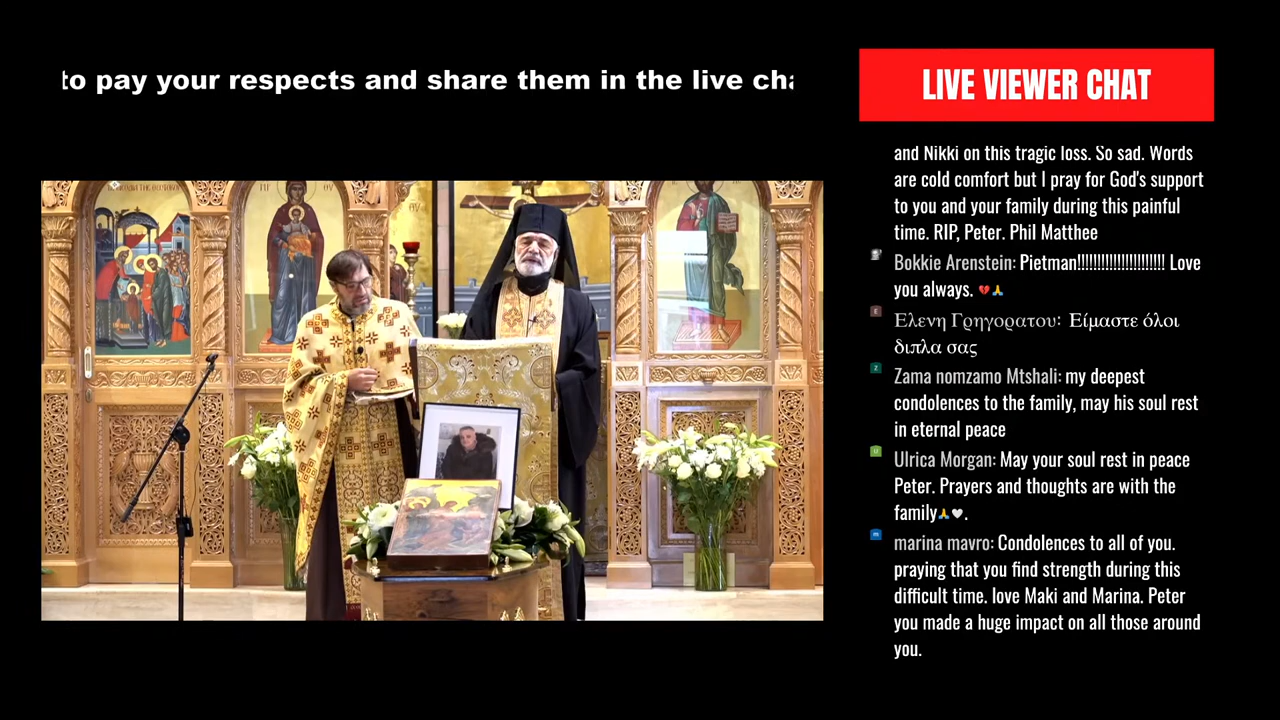 to pay your respects and share them in the live cha
LIVE VIEWER CHAT
and Nikki on this tragic loss. So sad. Words
are cold comfort but I pray for God's support
to you and your family during this painful
time. RIP, Peter. Phil Matthee
Bokkie Arenstein: Pietman!!!!!!!!!!!!!!!!!!!!!!! Love
you always. 💔🙏
Ελενη Γρηγορατου: Είμαστε όλοι
διπλα σας
Zama nomzamo Mtshali: my deepest
condolences to the family, may his soul rest
in eternal peace
Ulrica Morgan: May your soul rest in peace
Peter. Prayers and thoughts are with the
family🙏🤍.
marina mavro: Condolences to all of you.
praying that you find strength during this
difficult time. love Maki and Marina. Peter
you made a huge impact on all those around
you.